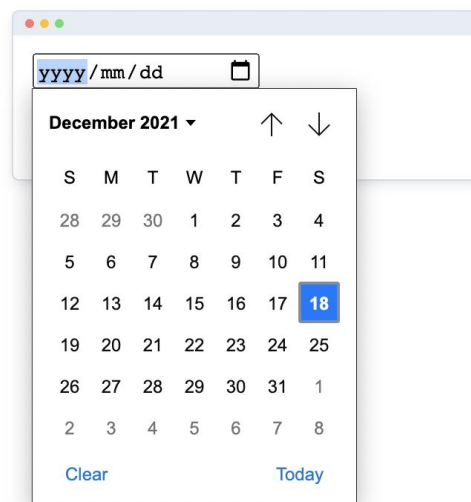 yyyy/mm/dd
December 2021
S M T W T F S
28 29 30 1 2 3 4
5 6 7 8 9 10 11
12 13 14 15 16 17 18
19 20 21 22 23 24 25
26 27 28 29 30 31 1
2 3 4 5 6 7 8
Clear Today